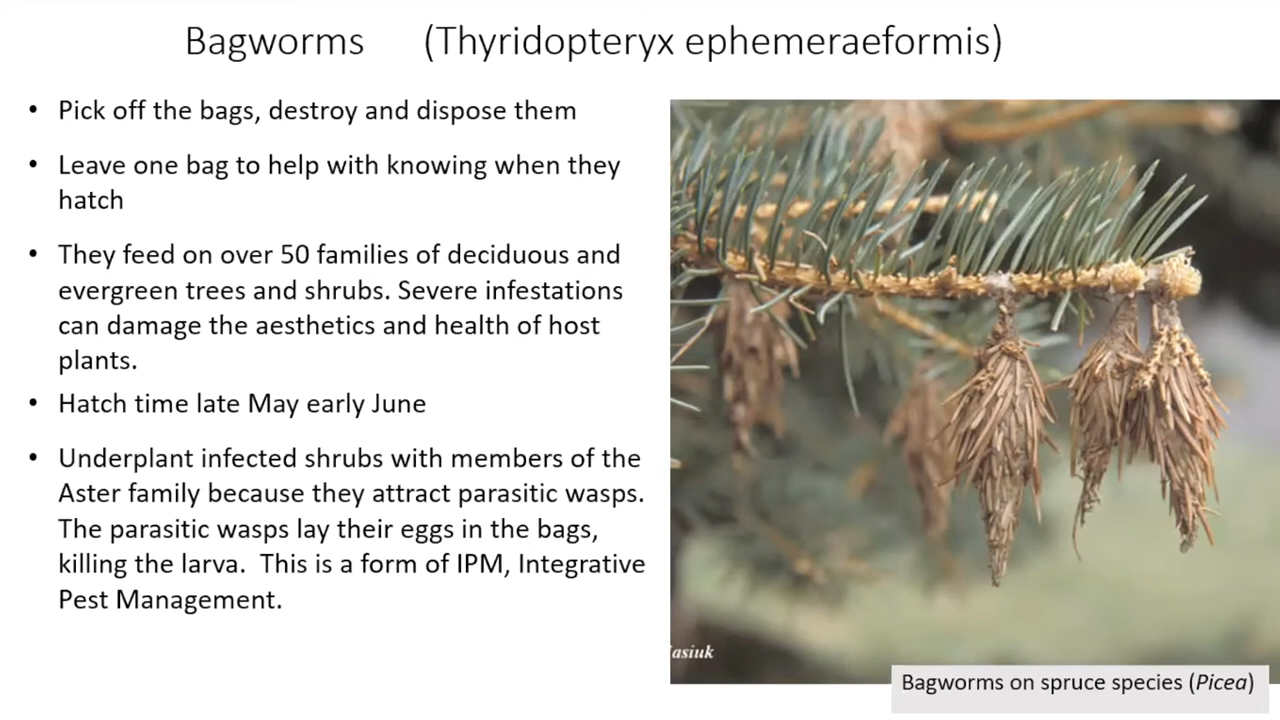 Bagworms (Thyridopteryx ephemeraeformis)
• Pick off the bags, destroy and dispose them
• Leave one bag to help with knowing when they
hatch
• They feed on over 50 families of deciduous and
evergreen trees and shrubs. Severe infestations
can damage the aesthetics and health of host
plants.
• Hatch time late May early June
• Underplant infected shrubs with members of the
Aster family because they attract parasitic wasps.
The parasitic wasps lay their eggs in the bags,
killing the larva. This is a form of IPM, Integrative
Pest Management.
asiuk
Bagworms on spruce species (Picea)